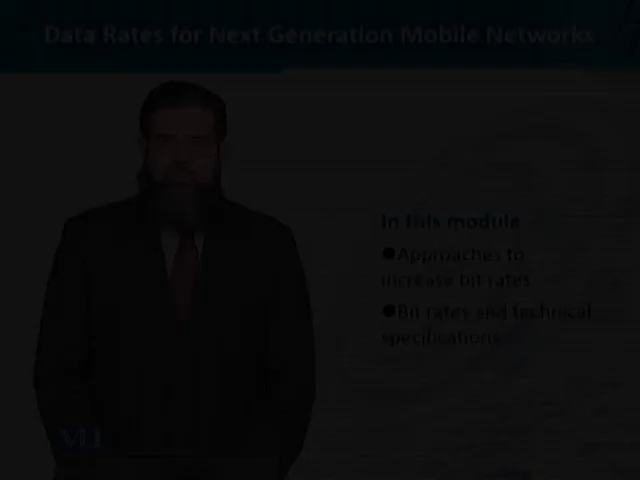 Data Rates for Next Generation Mobile Networks
In this module
●Approaches to
increase bit rates
●Bit rates and technical
specifications